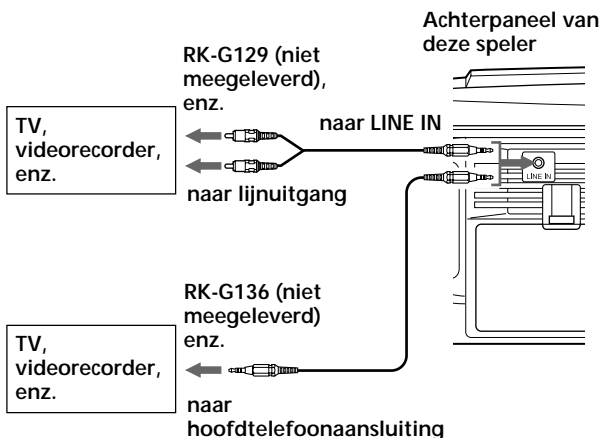 Achterpaneel van
deze speler
RK-G129 (niet
meegeleverd),
enz.
naar LINE IN
TV,
videorecorder,
enz.
naar lijnuitgang
LINE IN
RK-G136 (niet
meegeleverd)
enz.
TV,
videorecorder,
enz.
naar
hoofdtelefoonaansluiting